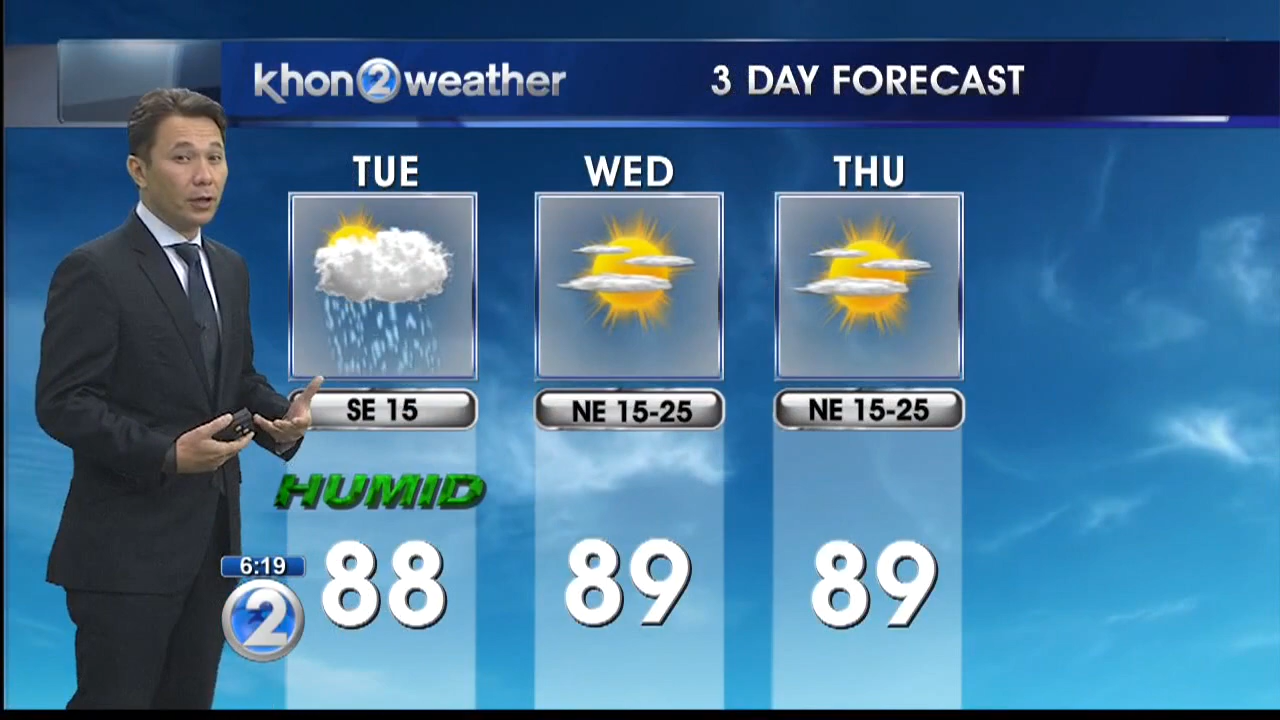 khon2weather
3 DAY FORECAST
TUE WED THU
SE 15 NE 15-25 NE 15-25
HUMID
88 89 89
6:19
2